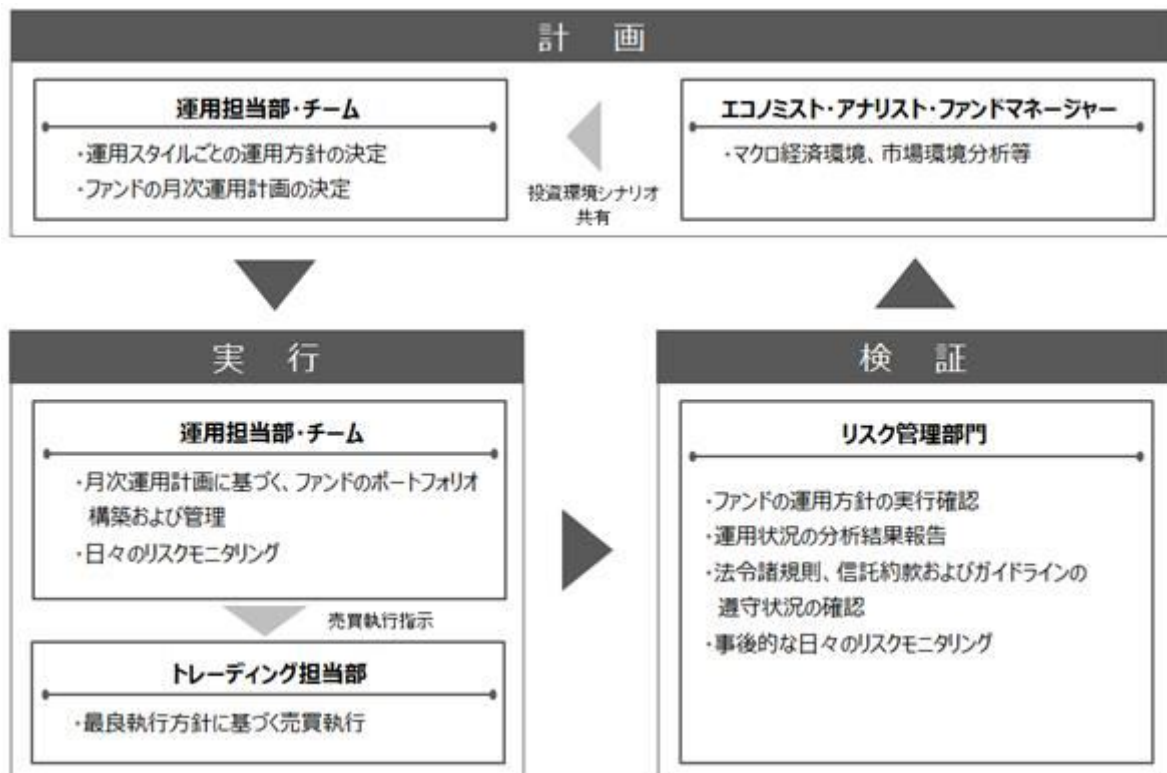 計 画
運用担当部・チーム
・運用スタイルごとの運用方針の決定
・ファンドの月次運用計画の決定
投資環境シナリオ
共有
エコノミスト・アナリスト・ファンドマネージャー
・マクロ経済環境、市場環境分析等
実 行
運用担当部・チーム
・月次運用計画に基づく、ファンドのポートフォリオ
構築および管理
・日々のリスクモニタリング
売買執行指示
トレーディング担当部
・最良執行方針に基づく売買執行
検 証
リスク管理部門
・ファンドの運用方針の実行確認
・運用状況の分析結果報告
・法令諸規則、信託約款およびガイドラインの
遵守状況の確認
・事後的な日々のリスクモニタリング